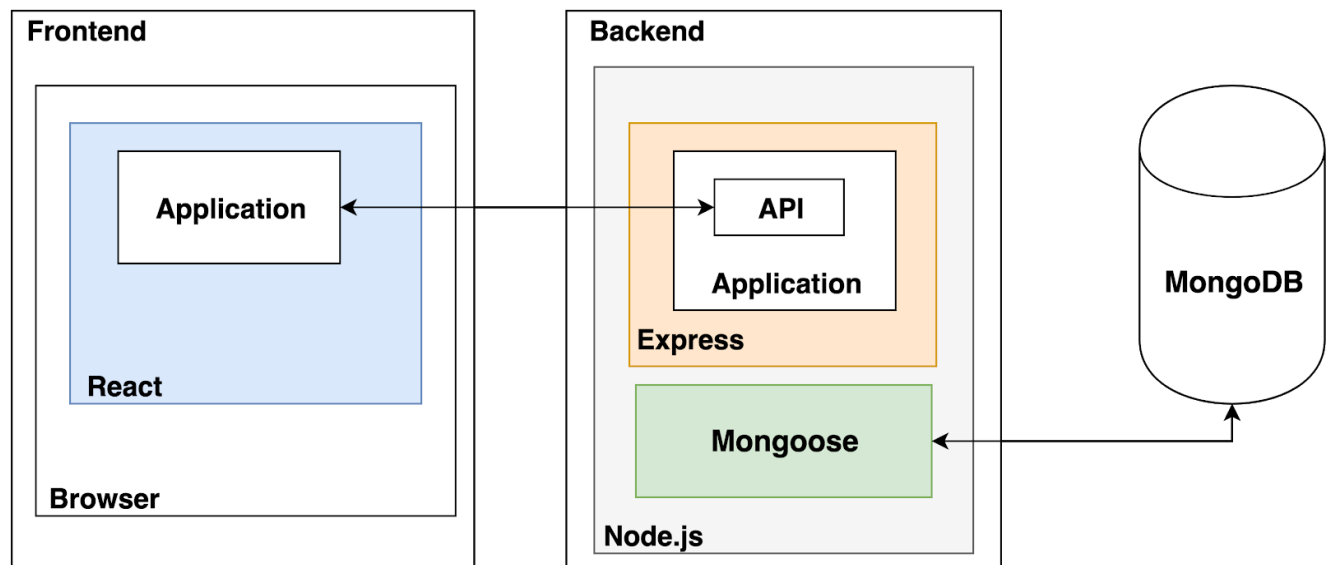 Frontend
Application
React
Browser
Backend
API
Application
Express
Mongoose
Node.js
MongoDB